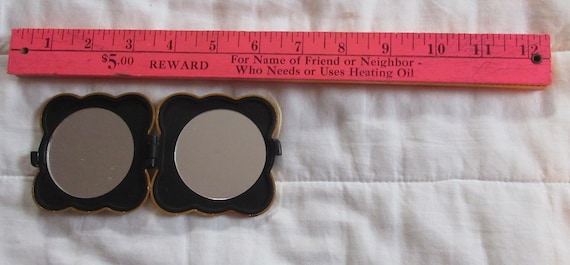 1 2 3 4 5 6 7 8 9 10 11 12
$5.00 REWARD For Name of Friend or Neighbor -
Who Needs or Uses Heating Oil